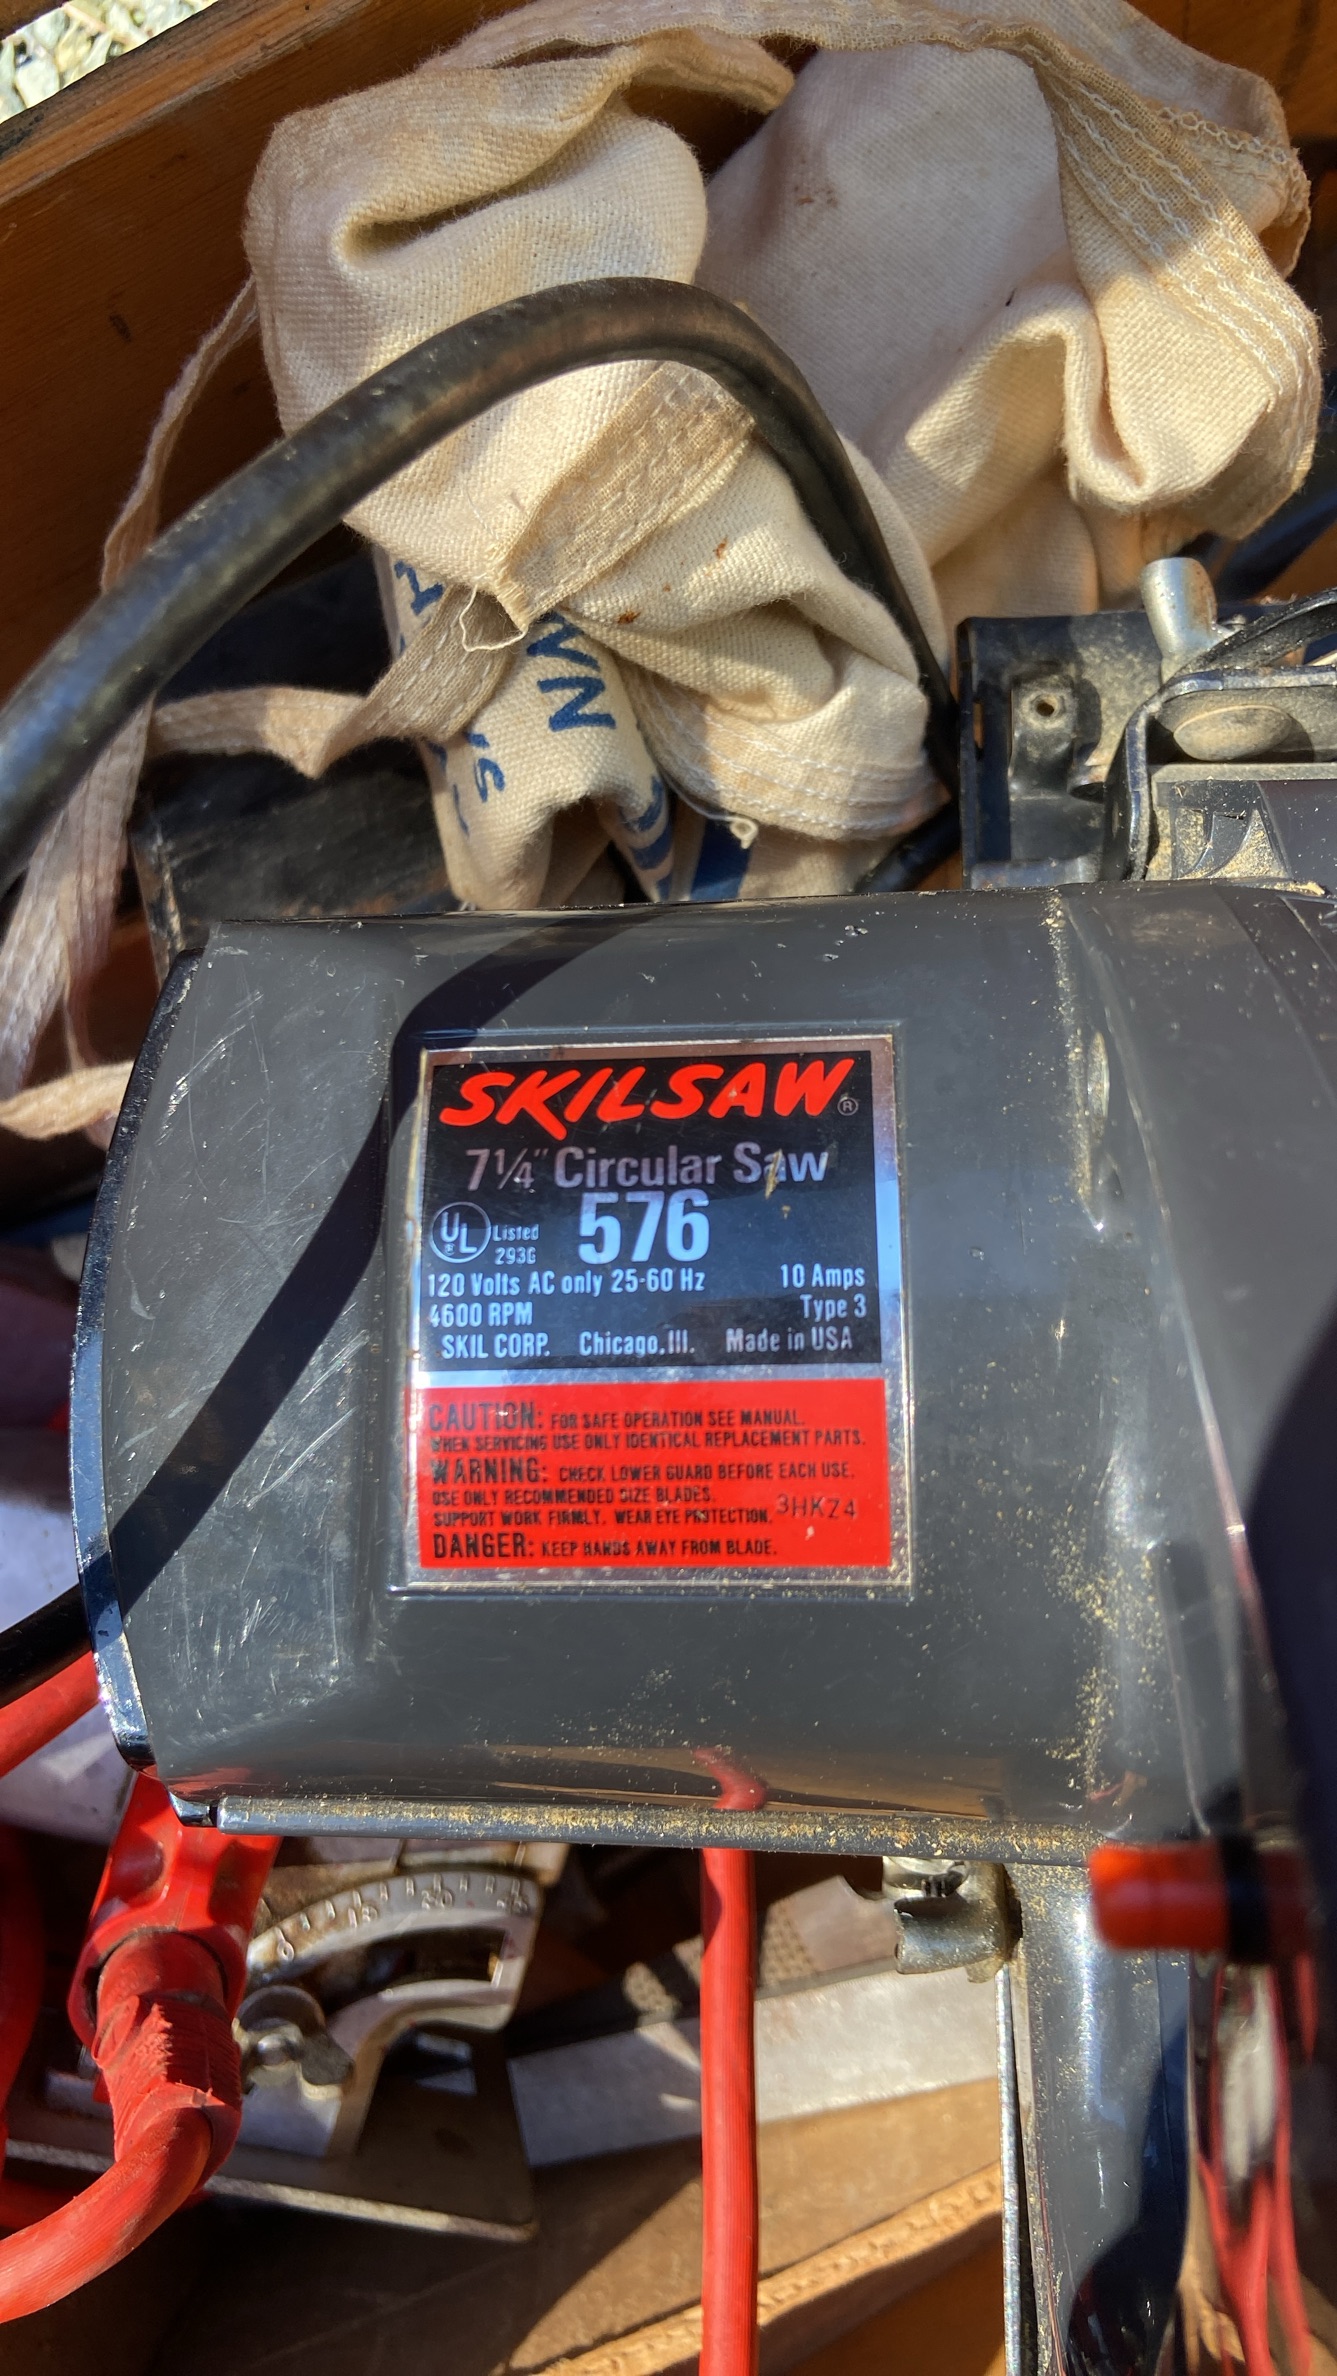 SKILSAW®
7¼" Circular Saw
UL ® Listed 293G 576
120 Volts AC only 25-60 Hz 10 Amps
4600 RPM Type 3
SKIL CORP. Chicago, Ill. Made in USA
CAUTION: FOR SAFE OPERATION SEE MANUAL.
WHEN SERVICING USE ONLY IDENTICAL REPLACEMENT PARTS.
WARNING: CHECK LOWER GUARD BEFORE EACH USE.
USE ONLY RECOMMENDED SIZE BLADES.
SUPPORT WORK FIRMLY. WEAR EYE PROTECTION. 3HKZ4
DANGER: KEEP HANDS AWAY FROM BLADE.